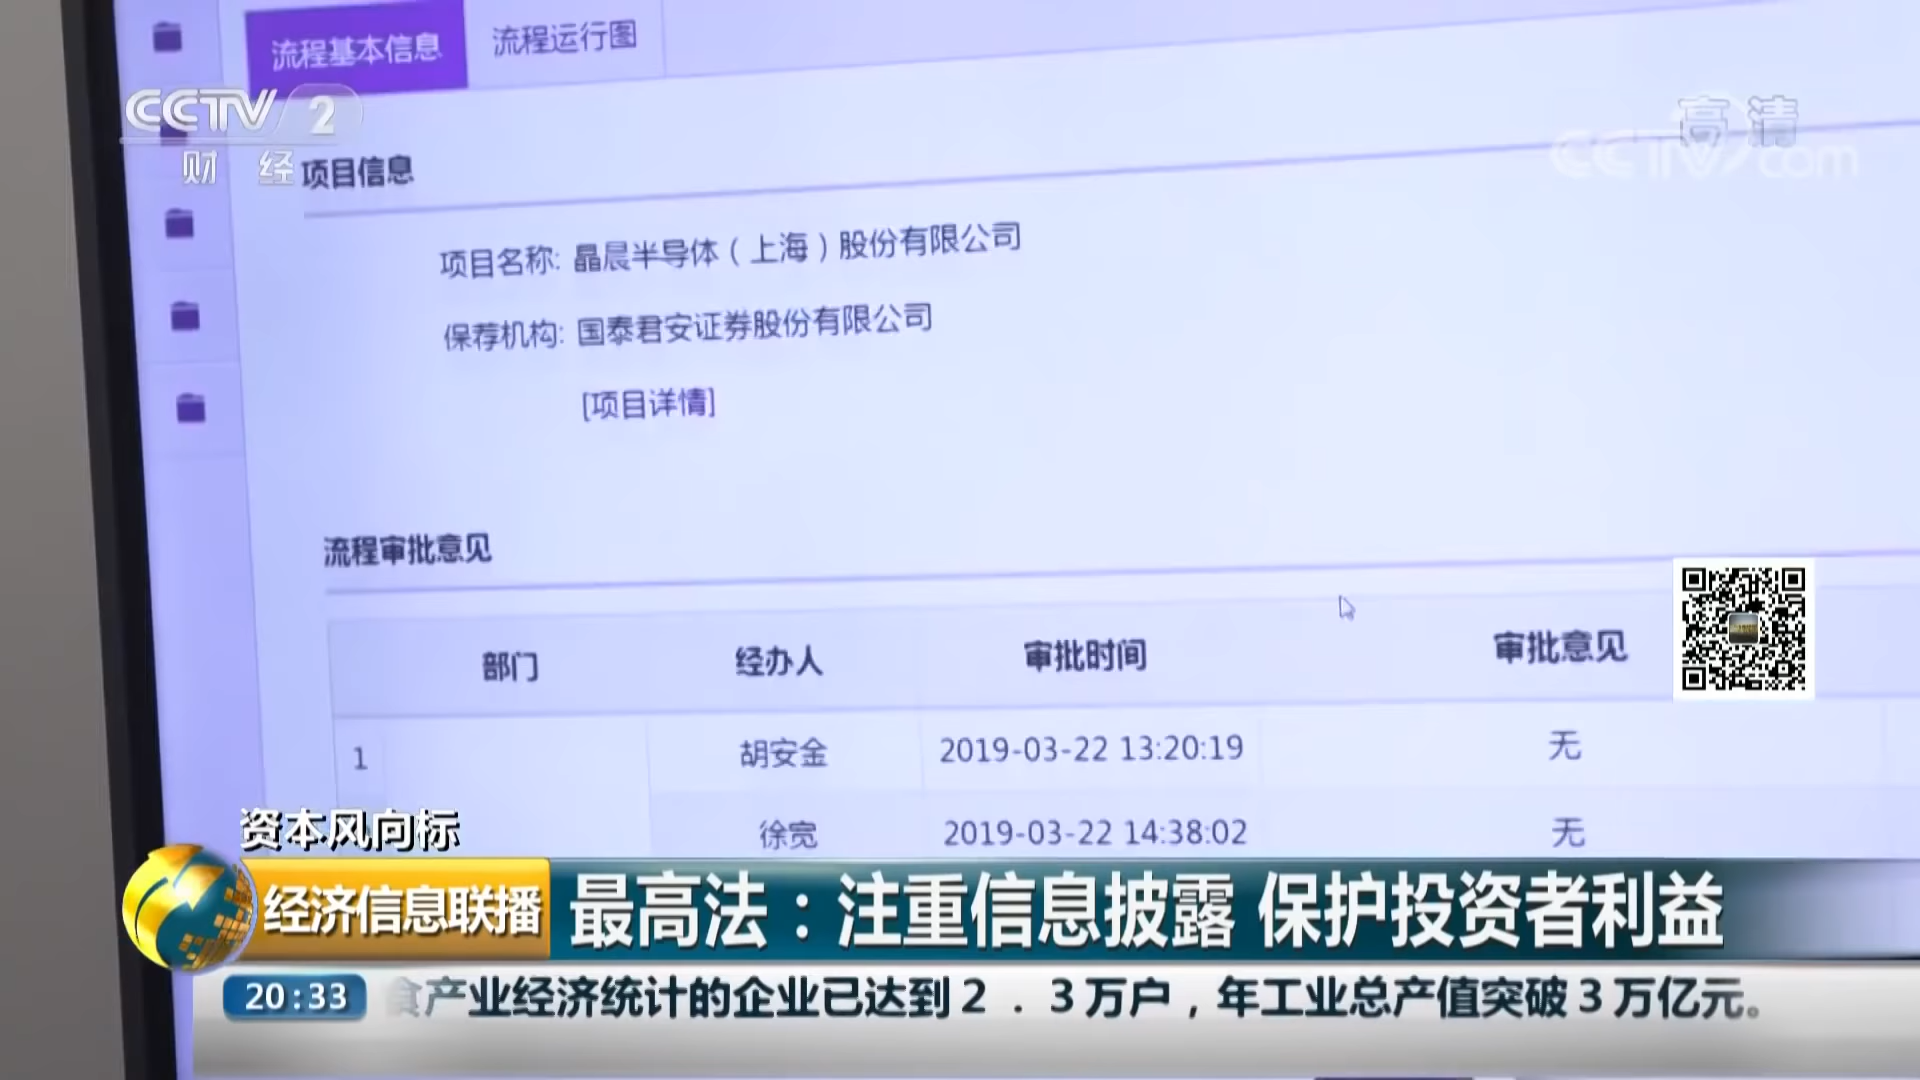 流程基本信息 流程运行图
CCTV 2
财经
高清
CCTV.com
项目信息
项目名称: 晶晨半导体（上海）股份有限公司
保荐机构: 国泰君安证券股份有限公司
[项目详情]
流程审批意见
部门 经办人 审批时间 审批意见
1 胡安金 2019-03-22 13:20:19 无
徐宽 2019-03-22 14:38:02 无
资本风向标
经济信息联播 最高法：注重信息披露 保护投资者利益
20:33 食产业经济统计的企业已达到2．3万户，年工业总产值突破3万亿元。